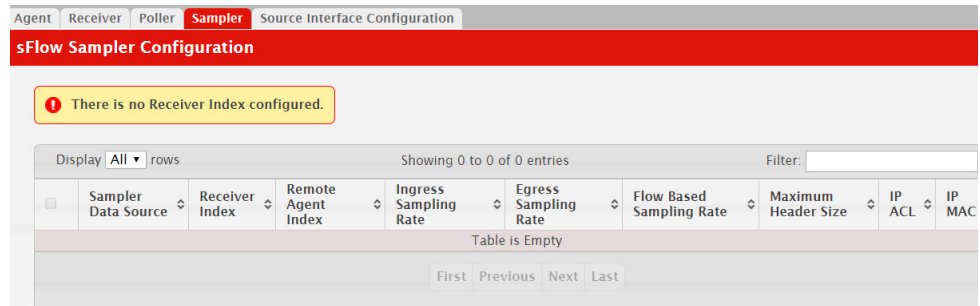 Agent Receiver Poller Sampler Source Interface Configuration
sFlow Sampler Configuration
There is no Receiver Index configured.
Display All rows Showing 0 to 0 of 0 entries Filter:
Sampler Data Source Receiver Index Remote Agent Index Ingress Sampling Rate Egress Sampling Rate Flow Based Sampling Rate Maximum Header Size IP ACL IP MAC
Table is Empty
First Previous Next Last